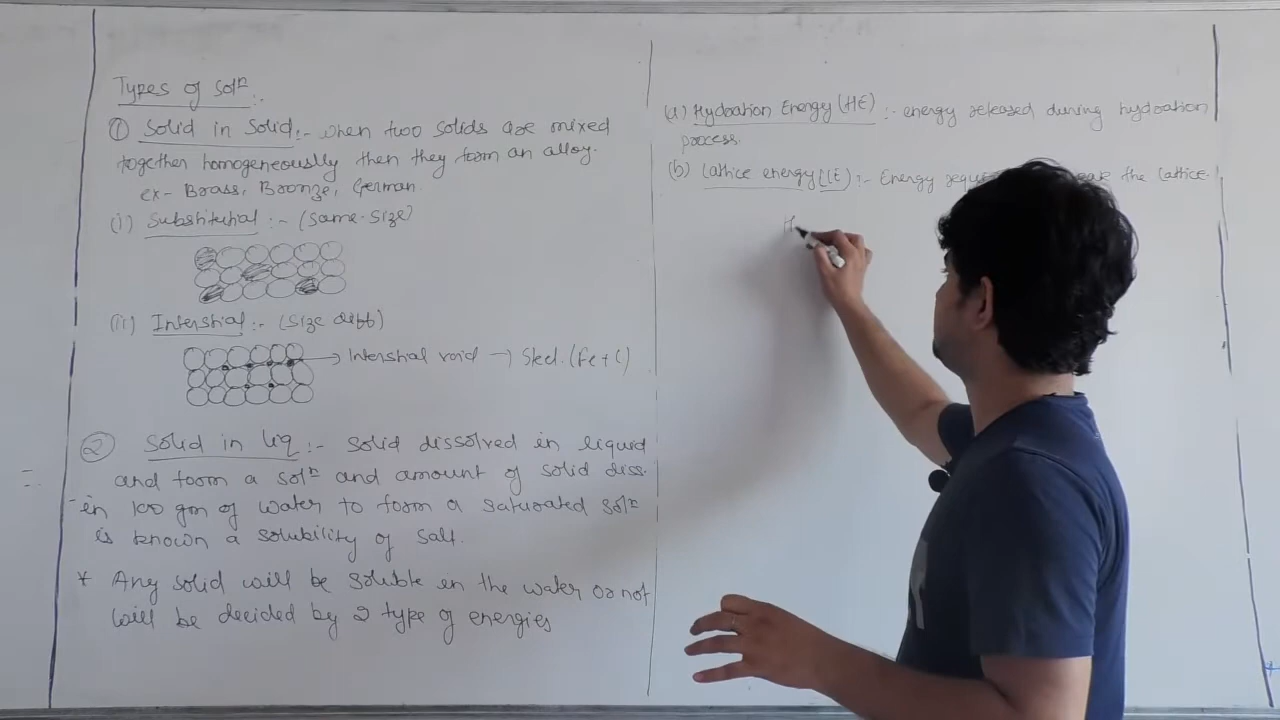 Types of solⁿ :-
① Solid in Solid :- when two solids are mixed
together homogeneously then they form an alloy.
ex- Brass, Bronze, German.
(i) Substituhal :- (Same-Size)
(ii) Intershial :- (Size diff)
→ Intershial void → Steel. (Fe + C)
② Solid in liq :- Solid dissolved in liquid
and form a solⁿ and amount of solid diss.
in 100 gm of water to form a saturated solⁿ
is known a solubility of salt.
* Any solid will be soluble in the water or not
will be decided by 2 type of energies
(a) Hydration Energy (HE) :- energy released during hydration
process.
(b) Lattice energy (LE) :- Energy the lattice.
H